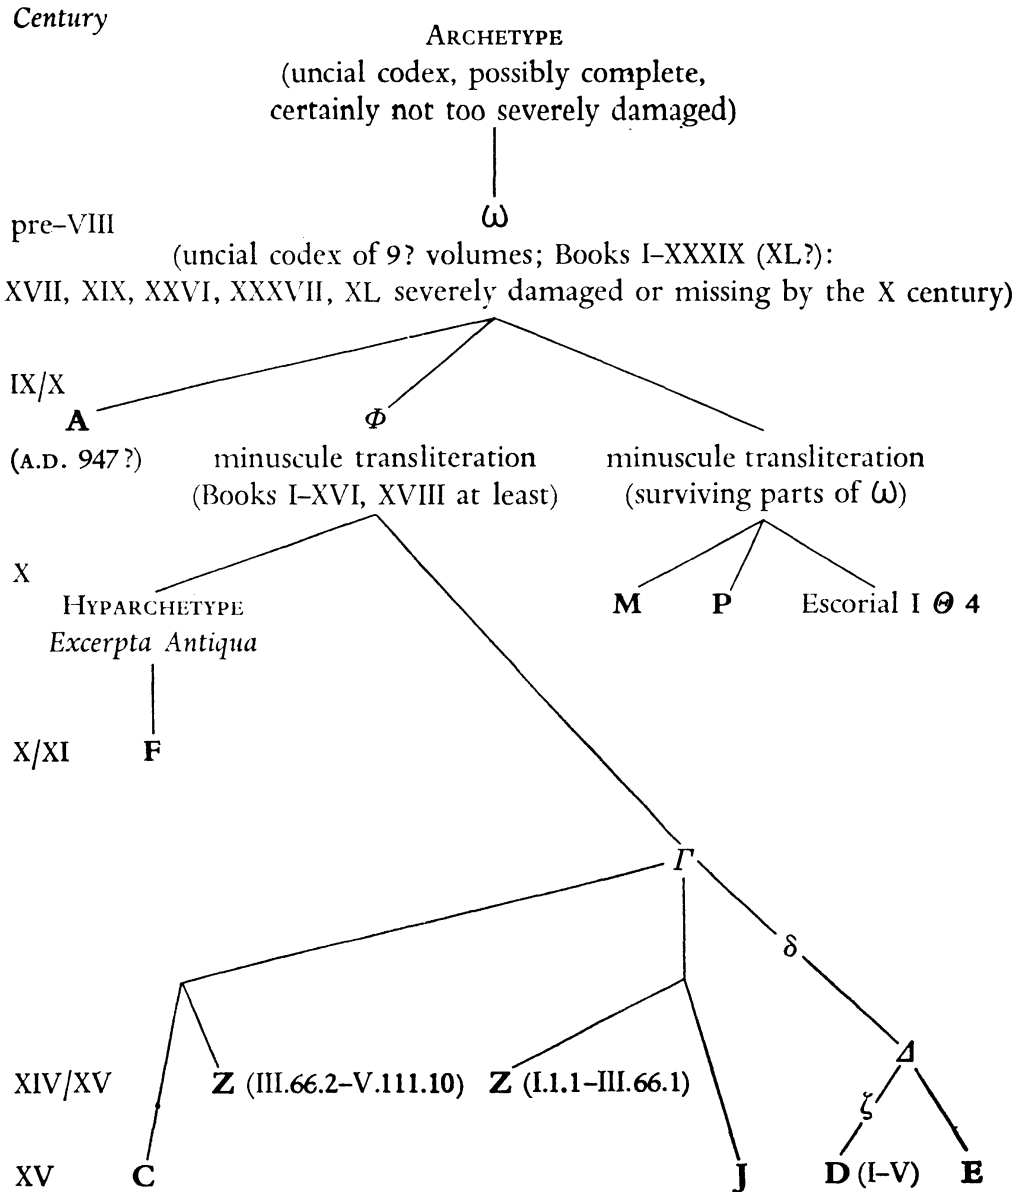 Century
ARCHETYPE
(uncial codex, possibly complete,
certainly not too severely damaged)
pre–VIII
ω
(uncial codex of 9? volumes; Books I–XXXIX (XL?):
XVII, XIX, XXVI, XXXVII, XL severely damaged or missing by the X century)
IX/X
A
Φ
(A.D. 947?)
minuscule transliteration
(Books I–XVI, XVIII at least)
minuscule transliteration
(surviving parts of ω)
X
HYPARCHETYPE
Excerpta Antiqua
M P Escorial I Θ 4
X/XI
F
Γ
δ
Δ
XIV/XV
Z (III.66.2–V.111.10) Z (I.1.1–III.66.1)
ζ
XV
C J D (I–V) E